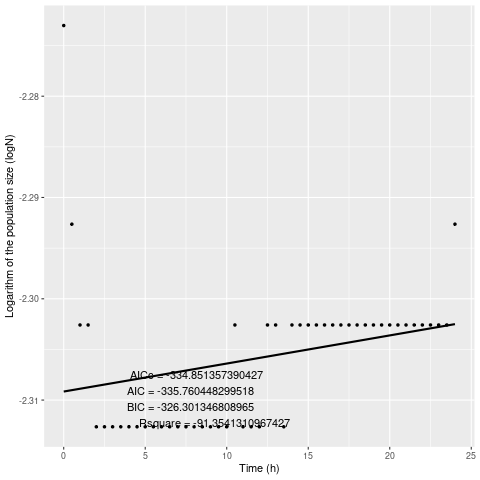 -2.28
-2.29
-2.30
-2.31
Logarithm of the population size (logN)
AICc = -334.851357390427
AIC = -335.760448299518
BIC = -326.301346808965
Rsquare = -91.3541310967427
0 5 10 15 20 25
Time (h)